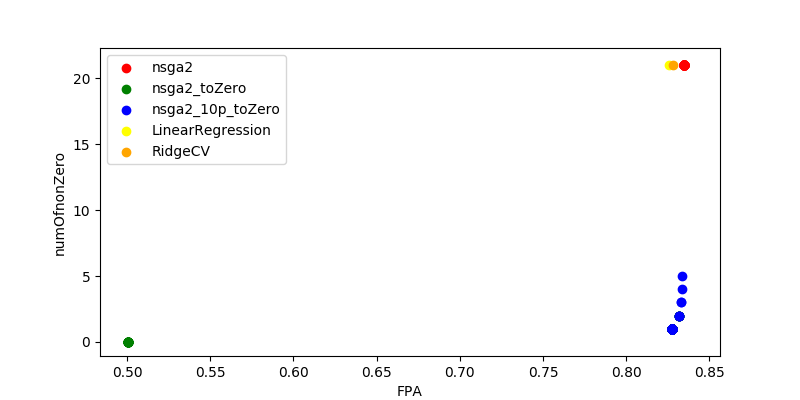 nsga2
nsga2_toZero
nsga2_10p_toZero
LinearRegression
RidgeCV
numOfnonZero
20
15
10
5
0
0.50 0.55 0.60 0.65 0.70 0.75 0.80 0.85
FPA